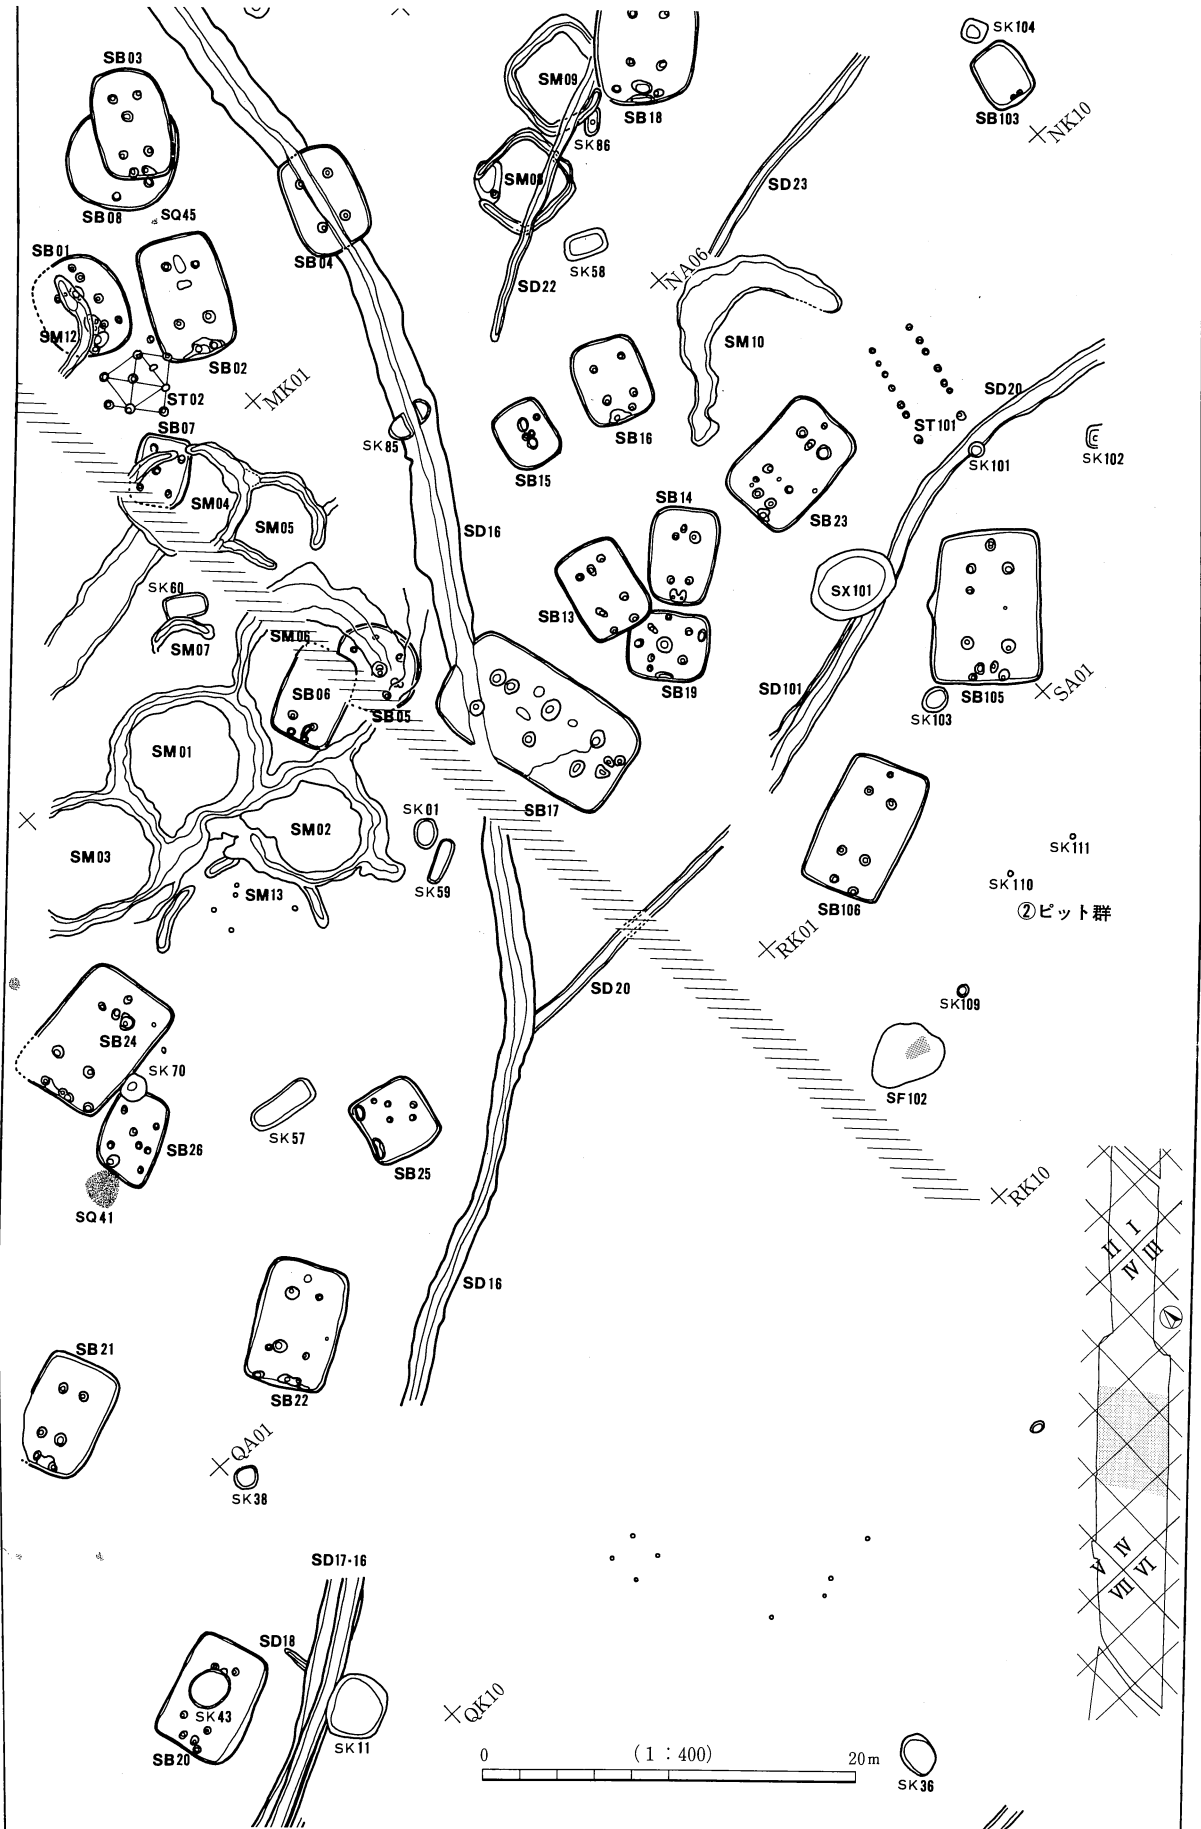 SK104
SB03
SM09
SB18
SB103
NK10
SK86
SM08
SD23
SB08
SQ45
SB04
SB01
SK58
NA06
SD22
SM12
SM10
SB02
ST02
MK01
SD20
ST101
SB07
SK85
SB16
SK101
SK102
SB15
SM04
SM05
SB14
SB23
SD16
SK60
SX101
SB13
SM07
SM06
SB06
SB05
SB19
SD101
SB105
SA01
SK103
SM01
SK01
SB17
SM02
SM03
SK111
SK59
SM13
SK110
SB106
②ピット群
RK01
SD20
SK109
SB24
SK70
SF102
SK57
SB26
SB25
RK10
SQ41
I
II
III
IV
SD16
SB21
SB22
QA01
SK38
IV
V
VI
VII
SD17·16
SD18
SK43
SK11
SB20
QK10
0 (1:400) 20m
SK36